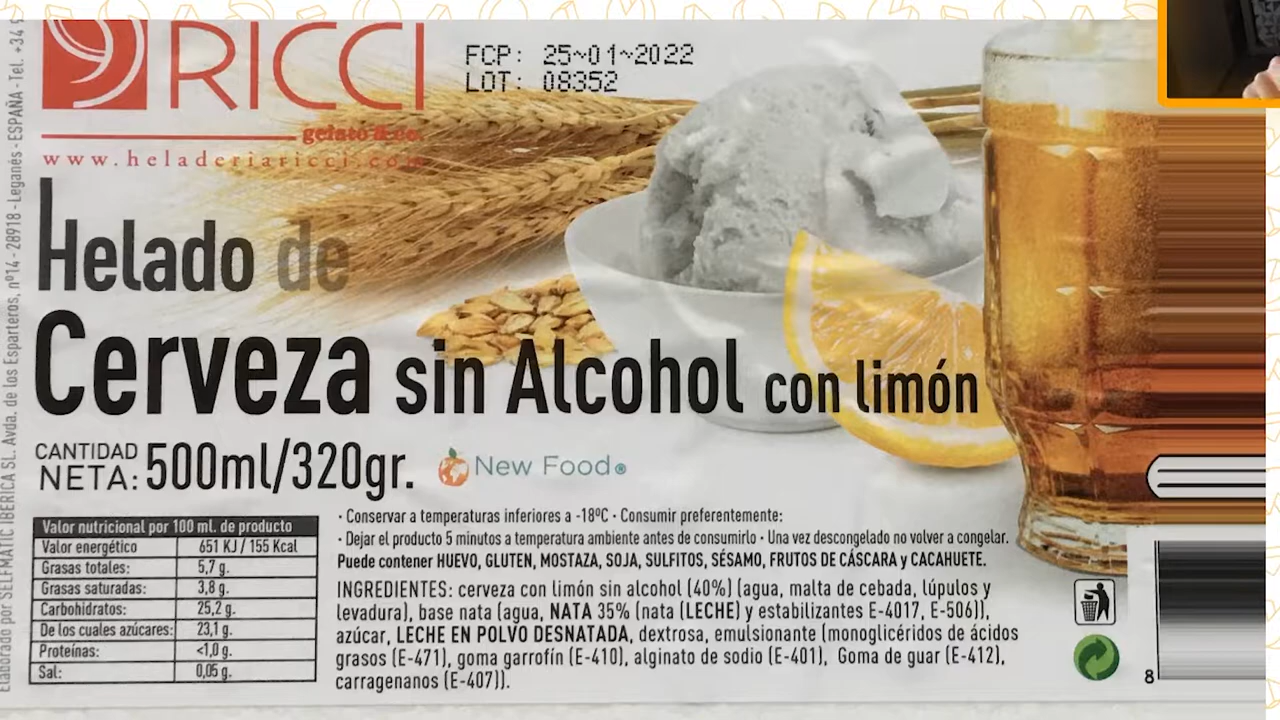 RICCI
gelato & co.
www.heladeriaricci.com
FCP: 25~01~2022
LOT: 08352
Helado de
Cerveza sin Alcohol con limón
CANTIDAD
NETA: 500ml/320gr.
New Food®
Valor nutricional por 100 ml. de producto
Valor energético 651 KJ / 155 Kcal
Grasas totales: 5,7 g.
Grasas saturadas: 3,8 g.
Carbohidratos: 25,2 g.
De los cuales azúcares: 23,1 g.
Proteínas: <1,0 g.
Sal: 0,05 g.
· Conservar a temperaturas inferiores a -18ºC · Consumir preferentemente:
· Dejar el producto 5 minutos a temperatura ambiente antes de consumirlo · Una vez descongelado no volver a congelar.
Puede contener HUEVO, GLUTEN, MOSTAZA, SOJA, SULFITOS, SÉSAMO, FRUTOS DE CÁSCARA y CACAHUETE.
INGREDIENTES: cerveza con limón sin alcohol (40%) (agua, malta de cebada, lúpulos y
levadura), base nata (agua, NATA 35% (nata (LECHE) y estabilizantes E-4017, E-506)),
azúcar, LECHE EN POLVO DESNATADA, dextrosa, emulsionante (monoglicéridos de ácidos
grasos (E-471), goma garrofín (E-410), alginato de sodio (E-401), Goma de guar (E-412),
carragenanos (E-407)).
8
Elaborado por SELFMATIC IBERICA SL. Avda. de los Esparteros, nº14 - 28918 - Leganés - ESPAÑA - Tel. +34